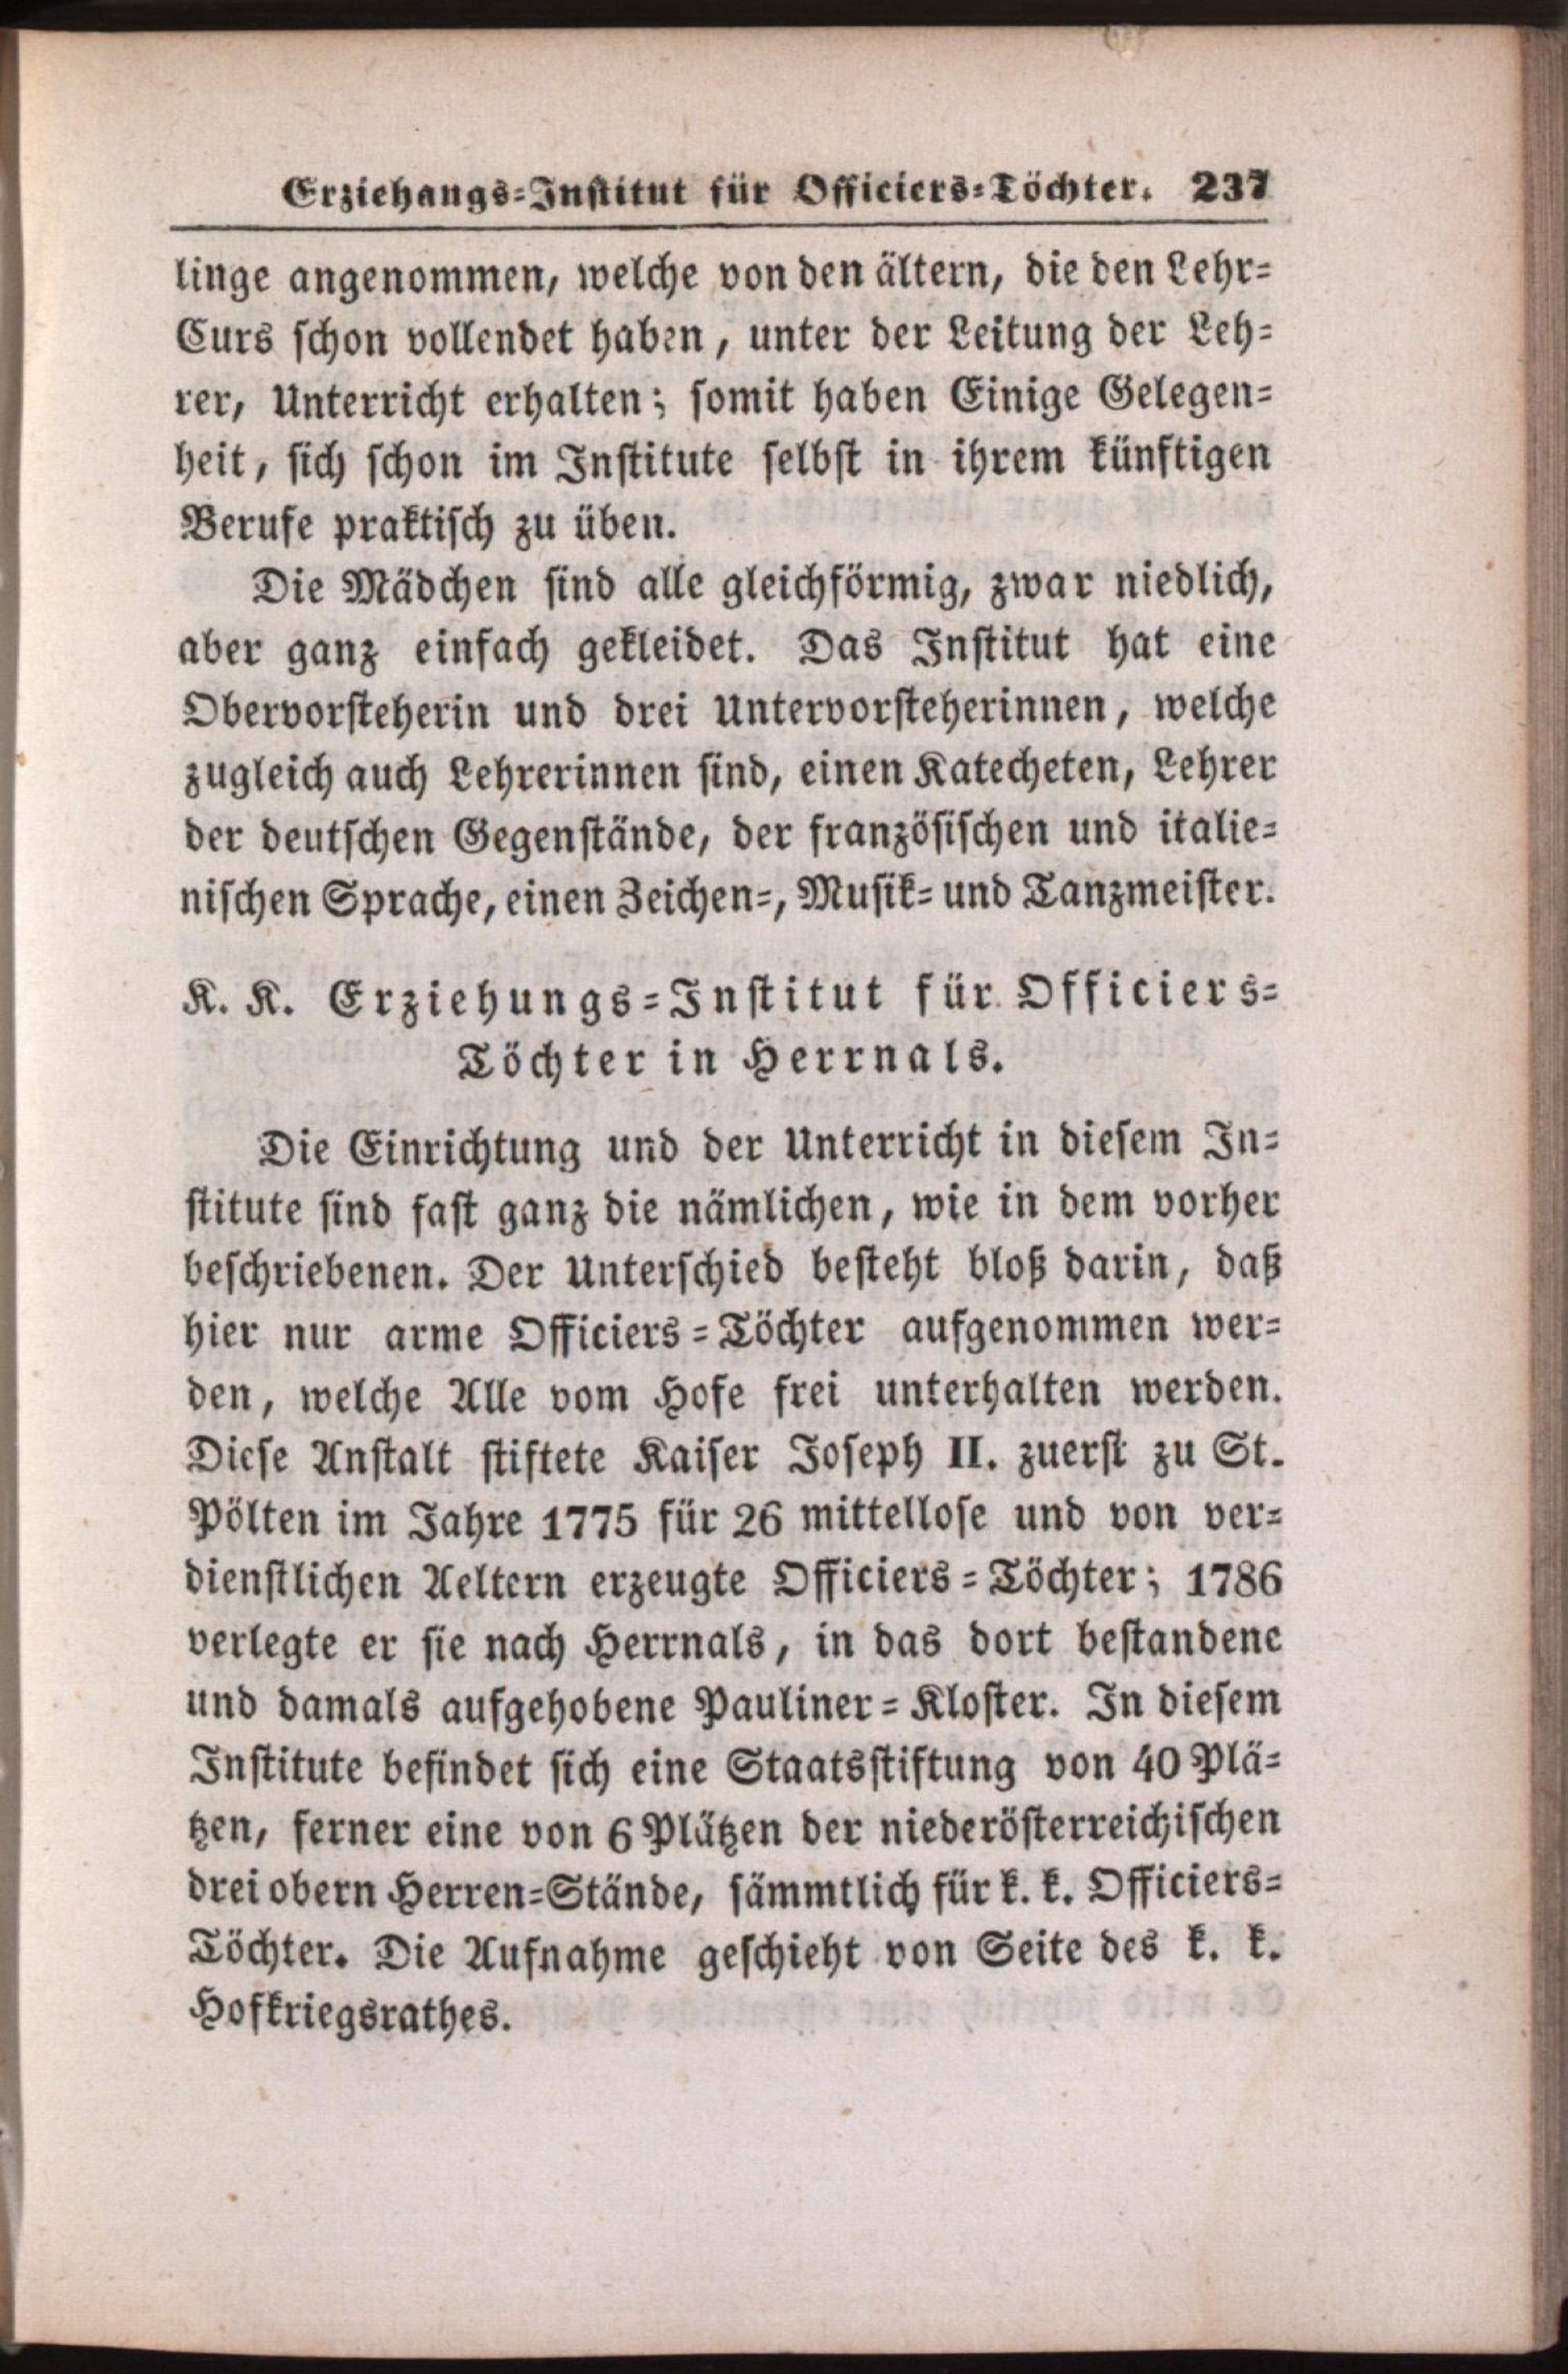 Erziehangs-Institut für Officiers-Töchter. 237
linge angenommen, welche von den ältern, die den Lehr-
Curs schon vollendet haben, unter der Leitung der Leh-
rer, Unterricht erhalten; somit haben Einige Gelegen-
heit, sich schon im Institute selbst in ihrem künftigen
Berufe praktisch zu üben.
Die Mädchen sind alle gleichförmig, zwar niedlich,
aber ganz einfach gekleidet. Das Institut hat eine
Obervorsteherin und drei Untervorsteherinnen, welche
zugleich auch Lehrerinnen sind, einen Katecheten, Lehrer
der deutschen Gegenstände, der französischen und italie-
nischen Sprache, einen Zeichen-, Musik- und Tanzmeister.
K. K. Erziehungs-Institut für Officiers-
Töchter in Herrnals.
Die Einrichtung und der Unterricht in diesem In-
stitute sind fast ganz die nämlichen, wie in dem vorher
beschriebenen. Der Unterschied besteht bloß darin, daß
hier nur arme Officiers-Töchter aufgenommen wer-
den, welche Alle vom Hofe frei unterhalten werden.
Diese Anstalt stiftete Kaiser Joseph II. zuerst zu St.
Pölten im Jahre 1775 für 26 mittellose und von ver-
dienstlichen Aeltern erzeugte Officiers-Töchter; 1786
verlegte er sie nach Herrnals, in das dort bestandene
und damals aufgehobene Pauliner-Kloster. In diesem
Institute befindet sich eine Staatsstiftung von 40 Plä-
tzen, ferner eine von 6 Plätzen der niederösterreichischen
drei obern Herren-Stände, sämmtlich für k. k. Officiers-
Töchter. Die Aufnahme geschieht von Seite des k. k.
Hofkriegsrathes.